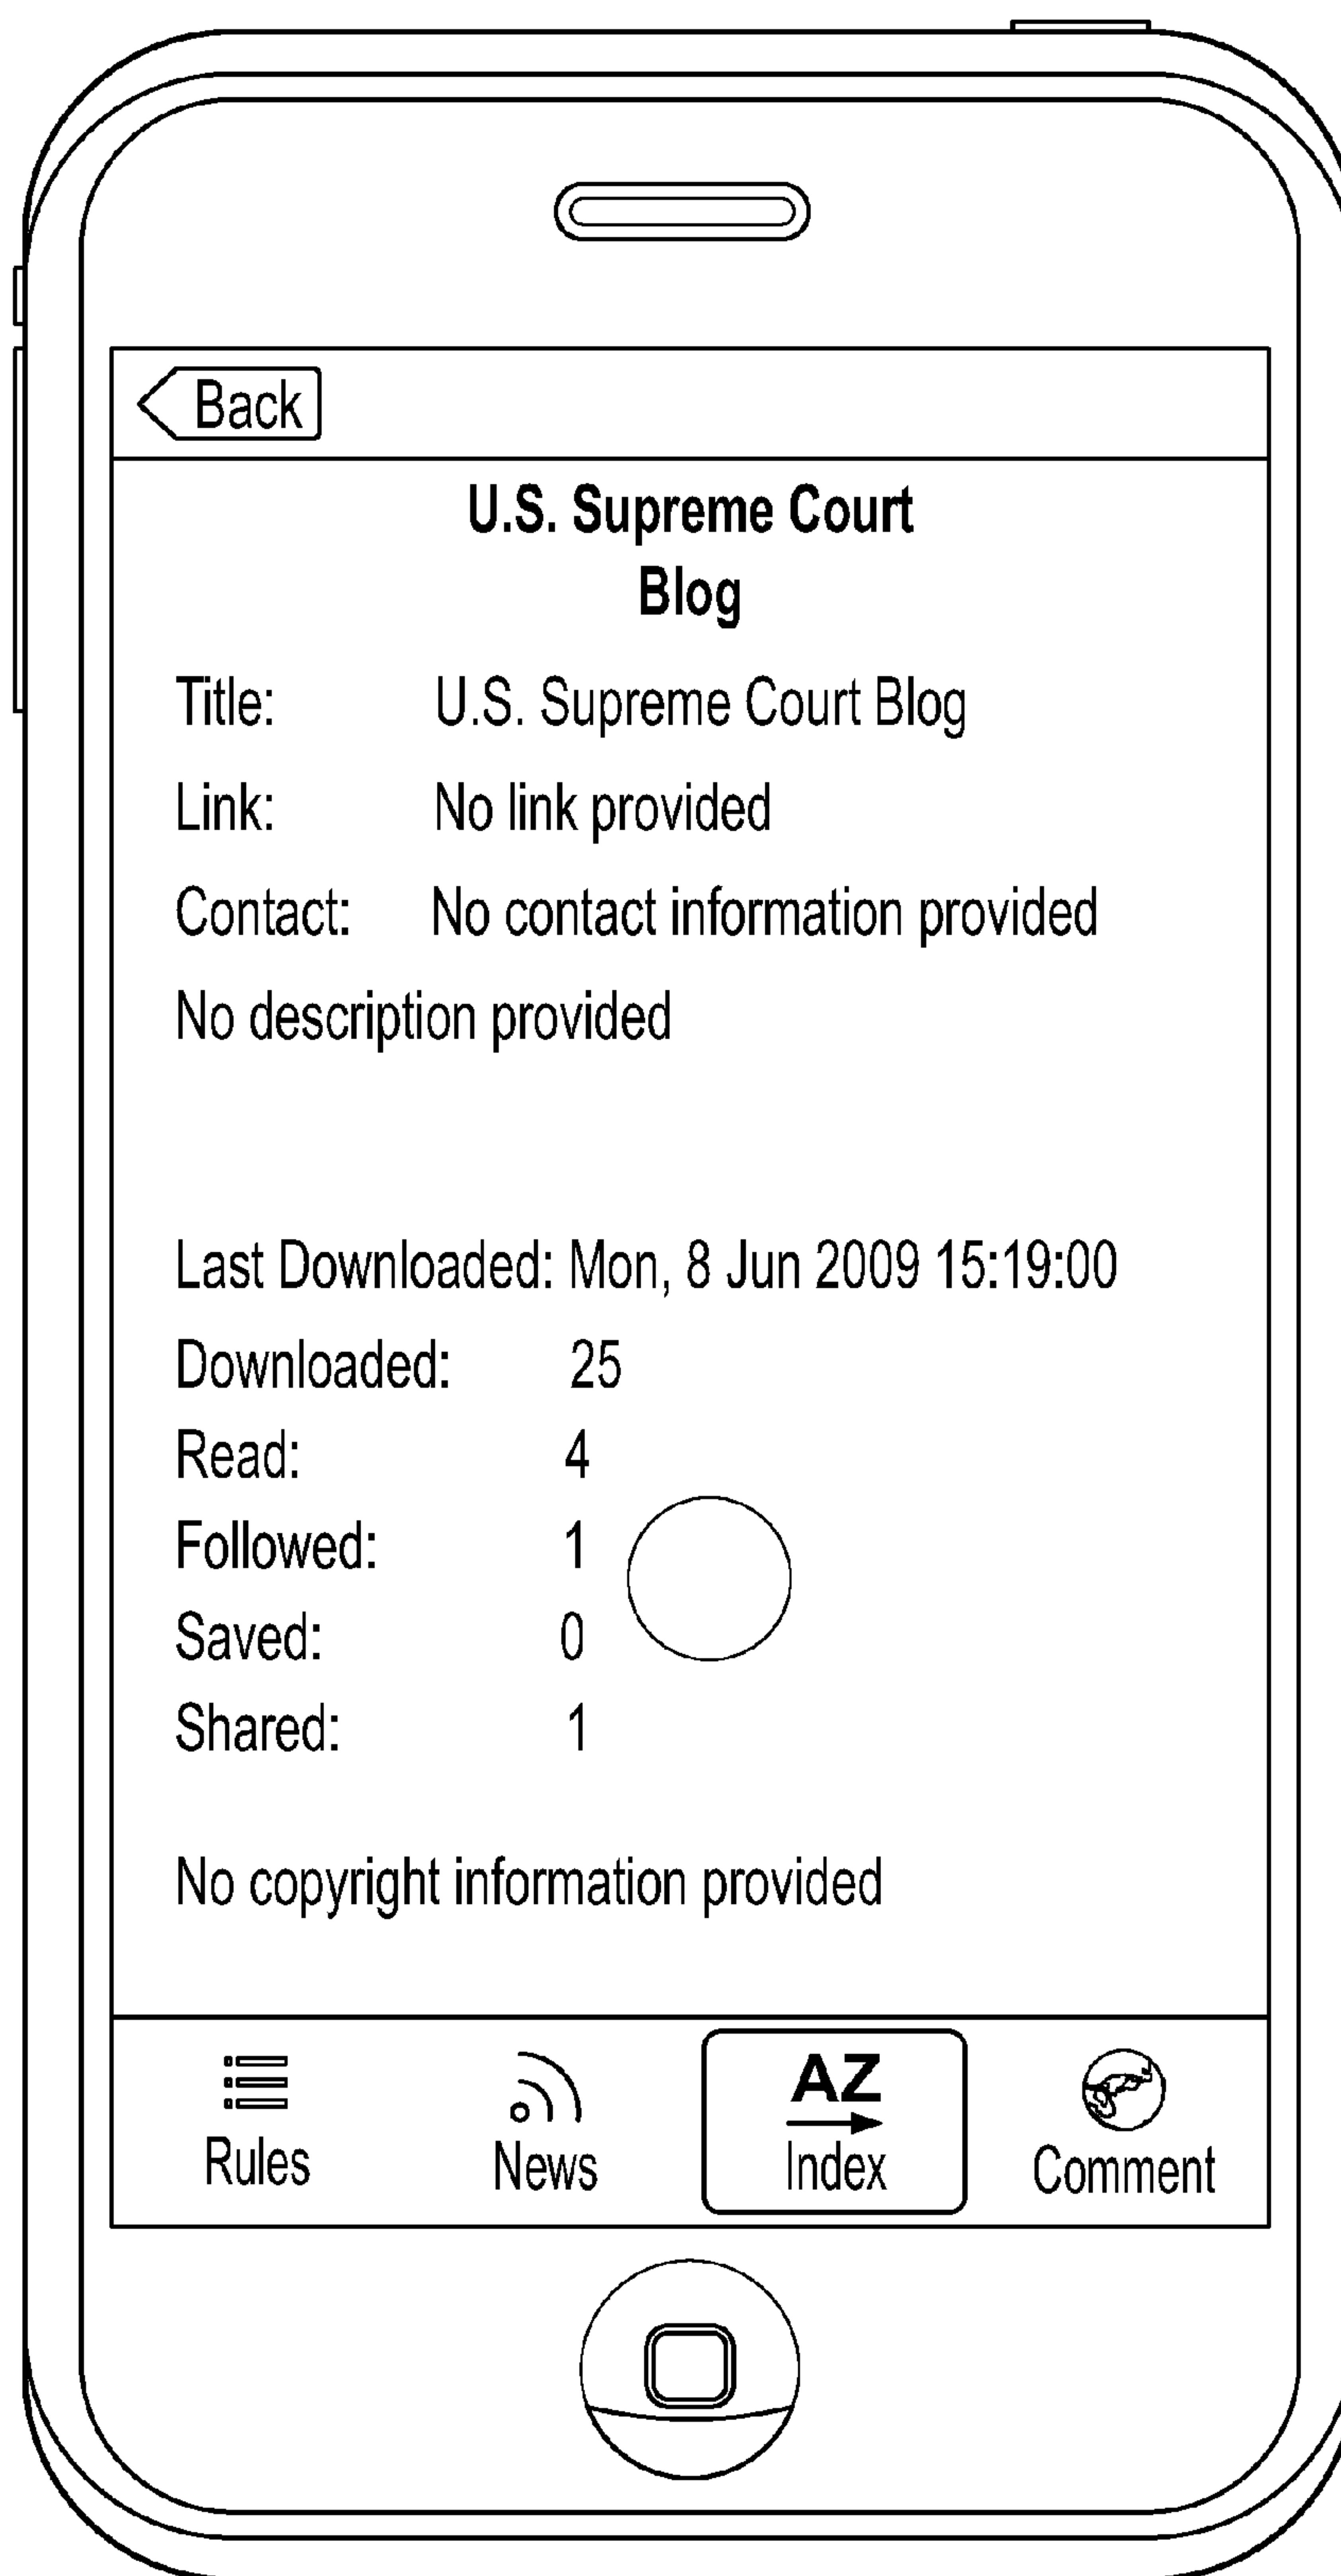 Back
U.S. Supreme Court
Blog
Title: U.S. Supreme Court Blog
Link: No link provided
Contact: No contact information provided
No description provided
Last Downloaded: Mon, 8 Jun 2009 15:19:00
Downloaded: 25
Read: 4
Followed: 1
Saved: 0
Shared: 1
No copyright information provided
AZ
Rules News Index Comment